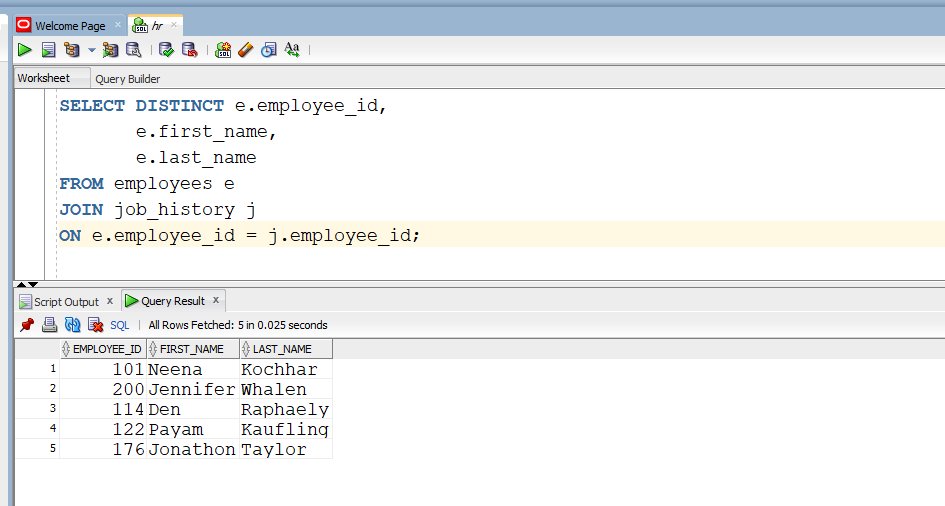 Welcome Page × hr ×
SQL Aa
Worksheet Query Builder
SELECT DISTINCT e.employee_id,
e.first_name,
e.last_name
FROM employees e
JOIN job_history j
ON e.employee_id = j.employee_id;
Script Output × Query Result ×
SQL | All Rows Fetched: 5 in 0.025 seconds
EMPLOYEE_ID FIRST_NAME LAST_NAME
1 101 Neena Kochhar
2 200 Jennifer Whalen
3 114 Den Raphaely
4 122 Payam Kaufling
5 176 Jonathon Taylor